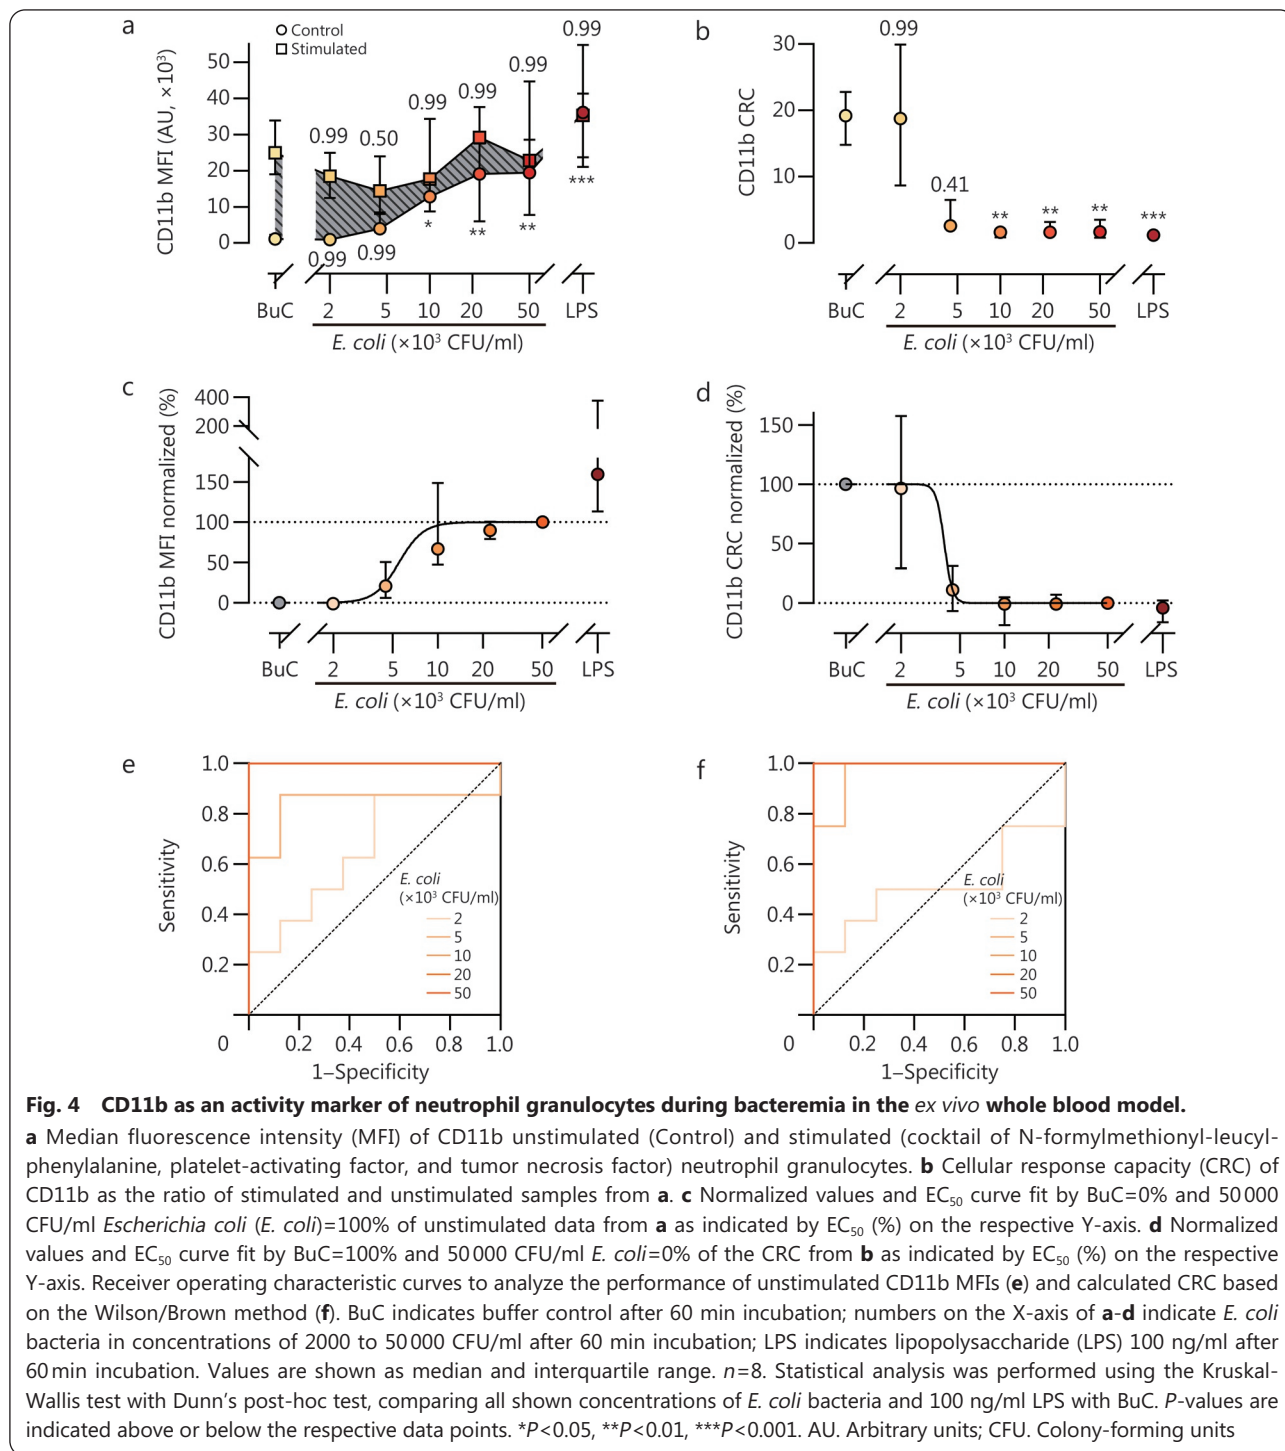 a
Control
Stimulated
CD11b MFI (AU, ×10³)
50
40
30
20
10
0
0.99
0.50
0.99
0.99
0.99
0.99
0.99
0.99
*
**
**
***
BuC
2
5
10
20
50
LPS
E. coli (×10³ CFU/ml)
b
CD11b CRC
30
20
10
0
0.99
0.41
**
**
**
***
BuC
2
5
10
20
50
LPS
E. coli (×10³ CFU/ml)
c
CD11b MFI normalized (%)
400
200
150
100
50
0
BuC
2
5
10
20
50
LPS
E. coli (×10³ CFU/ml)
d
CD11b CRC normalized (%)
150
100
50
0
BuC
2
5
10
20
50
LPS
E. coli (×10³ CFU/ml)
e
Sensitivity
1.0
0.8
0.6
0.4
0.2
E. coli
(×10³ CFU/ml)
2
5
10
20
50
0
0.2
0.4
0.6
0.8
1.0
1–Specificity
f
Sensitivity
1.0
0.8
0.6
0.4
0.2
E. coli
(×10³ CFU/ml)
2
5
10
20
50
0
0.2
0.4
0.6
0.8
1.0
1–Specificity
Fig. 4 CD11b as an activity marker of neutrophil granulocytes during bacteremia in the ex vivo whole blood model.
a Median fluorescence intensity (MFI) of CD11b unstimulated (Control) and stimulated (cocktail of N-formylmethionyl-leucyl-
phenylalanine, platelet-activating factor, and tumor necrosis factor) neutrophil granulocytes. b Cellular response capacity (CRC) of
CD11b as the ratio of stimulated and unstimulated samples from a. c Normalized values and EC₅₀ curve fit by BuC=0% and 50 000
CFU/ml Escherichia coli (E. coli)=100% of unstimulated data from a as indicated by EC₅₀ (%) on the respective Y-axis. d Normalized
values and EC₅₀ curve fit by BuC=100% and 50 000 CFU/ml E. coli=0% of the CRC from b as indicated by EC₅₀ (%) on the respective
Y-axis. Receiver operating characteristic curves to analyze the performance of unstimulated CD11b MFIs (e) and calculated CRC based
on the Wilson/Brown method (f). BuC indicates buffer control after 60 min incubation; numbers on the X-axis of a-d indicate E. coli
bacteria in concentrations of 2000 to 50 000 CFU/ml after 60 min incubation; LPS indicates lipopolysaccharide (LPS) 100 ng/ml after
60 min incubation. Values are shown as median and interquartile range. n=8. Statistical analysis was performed using the Kruskal-
Wallis test with Dunn's post-hoc test, comparing all shown concentrations of E. coli bacteria and 100 ng/ml LPS with BuC. P-values are
indicated above or below the respective data points. *P<0.05, **P<0.01, ***P<0.001. AU. Arbitrary units; CFU. Colony-forming units